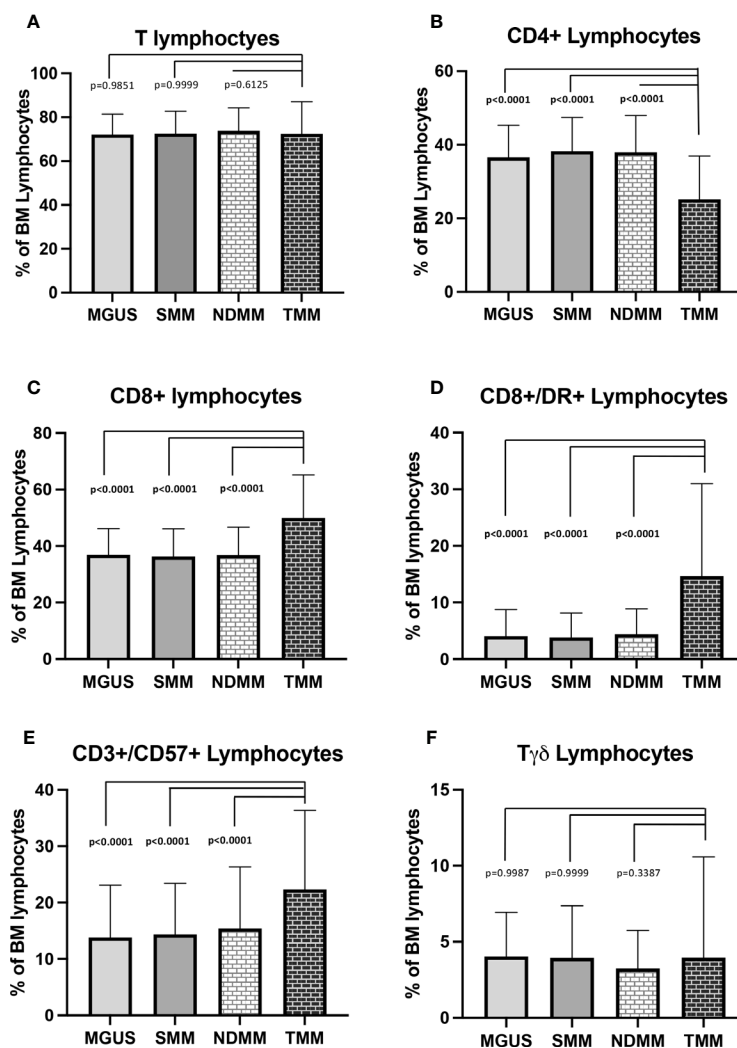 A
T lymphoctyes
p=0.9851 p=0.9999 p=0.6125
% of BM Lymphocytes
100
80
60
40
20
0
MGUS SMM NDMM TMM
B
CD4+ Lymphocytes
p<0.0001 p<0.0001 p<0.0001
% of BM Lymphocytes
60
40
20
0
MGUS SMM NDMM TMM
C
CD8+ lymphocytes
p<0.0001 p<0.0001 p<0.0001
% of BM Lymphocytes
80
60
40
20
0
MGUS SMM NDMM TMM
D
CD8+/DR+ Lymphocytes
p<0.0001 p<0.0001 p<0.0001
% of BM lymphocytes
40
30
20
10
0
MGUS SMM NDMM TMM
E
CD3+/CD57+ Lymphocytes
p<0.0001 p<0.0001 p<0.0001
% of BM lymphocytes
40
30
20
10
0
MGUS SMM NDMM TMM
F
Tγδ Lymphocytes
p=0.9987 p=0.9999 p=0.3387
% of BM lymphocytes
15
10
5
0
MGUS SMM NDMM TMM